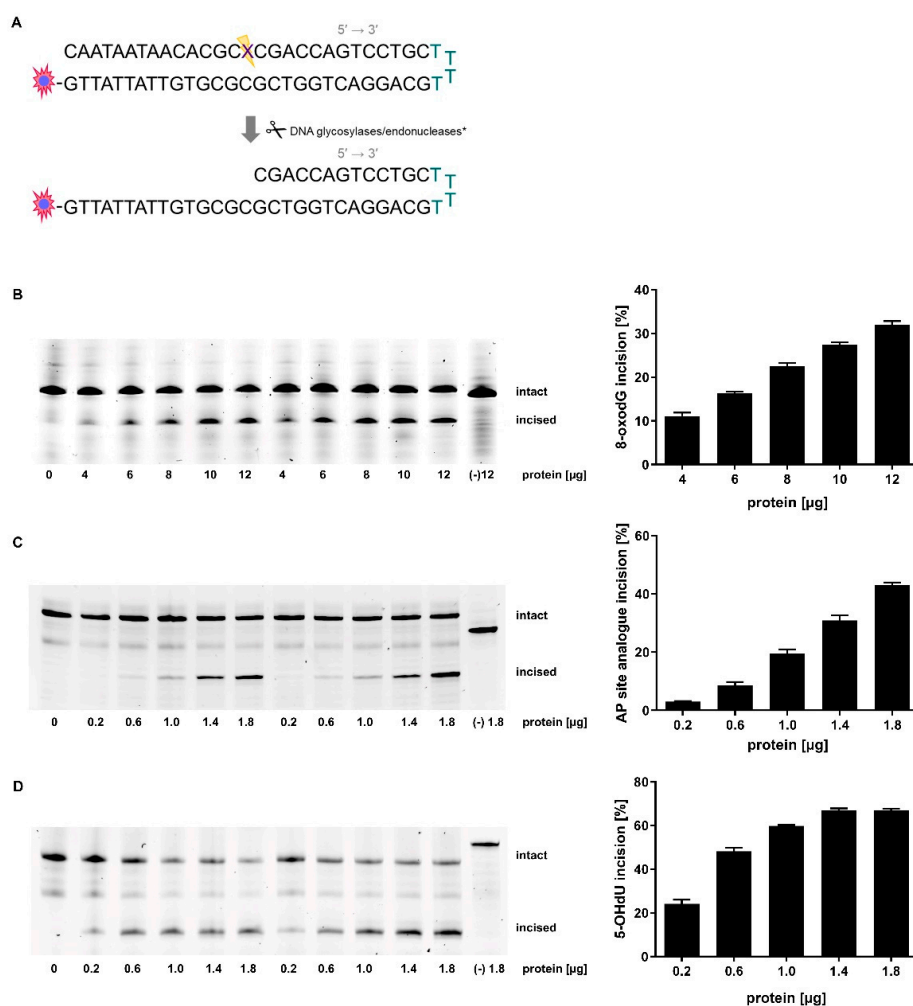 A
5′ → 3′
CAATAATAACACGCXCGACCAGTCCTGCT
T
T
-GTTATTATTGTGCGCGCTGGTCAGGACGT
DNA glycosylases/endonucleases*
5′ → 3′
CGACCAGTCCTGCT
T
T
-GTTATTATTGTGCGCGCTGGTCAGGACGT
B
intact
incised
0 4 6 8 10 12 4 6 8 10 12 (-)12 protein [µg]
8-oxodG incision [%]
40
30
20
10
0
4 6 8 10 12
protein [µg]
C
intact
incised
0 0.2 0.6 1.0 1.4 1.8 0.2 0.6 1.0 1.4 1.8 (-) 1.8 protein [µg]
AP site analogue incision [%]
60
40
20
0
0.2 0.6 1.0 1.4 1.8
protein [µg]
D
intact
incised
0 0.2 0.6 1.0 1.4 1.8 0.2 0.6 1.0 1.4 1.8 (-) 1.8 protein [µg]
5-OHdU incision [%]
80
60
40
20
0
0.2 0.6 1.0 1.4 1.8
protein [µg]